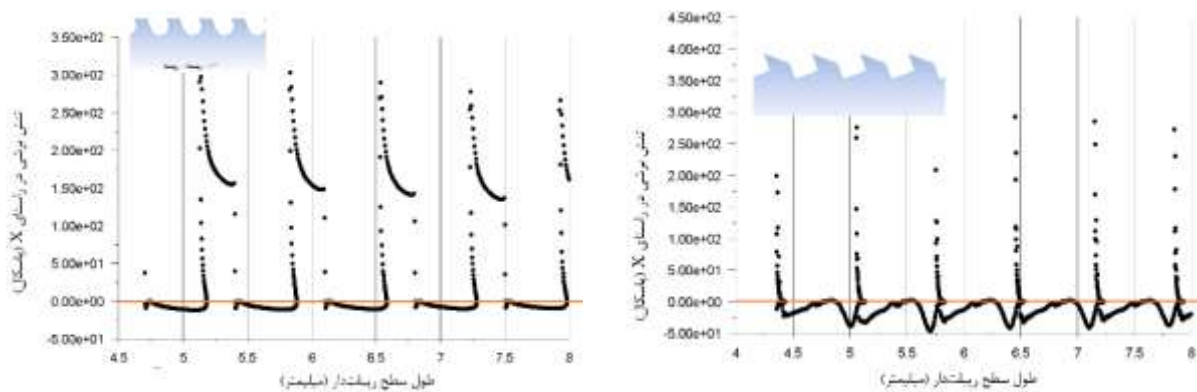 3.50e+02
3.00e+02
2.50e+02
2.00e+02
1.50e+02
1.00e+02
5.00e+01
0.00e+00
-5.00e+01
4.5 5 5.5 6 6.5 7 7.5 8
تنش برشی در راستای X (پاسکال)
طول سطح ریبلت‌دار (میلیمتر)
4.50e+02
4.00e+02
3.50e+02
3.00e+02
2.50e+02
2.00e+02
1.50e+02
1.00e+02
5.00e+01
0.00e+00
-5.00e+01
4 4.5 5 5.5 6 6.5 7 7.5 8
تنش برشی در راستای X (پاسکال)
طول سطح ریبلت‌دار (میلیمتر)